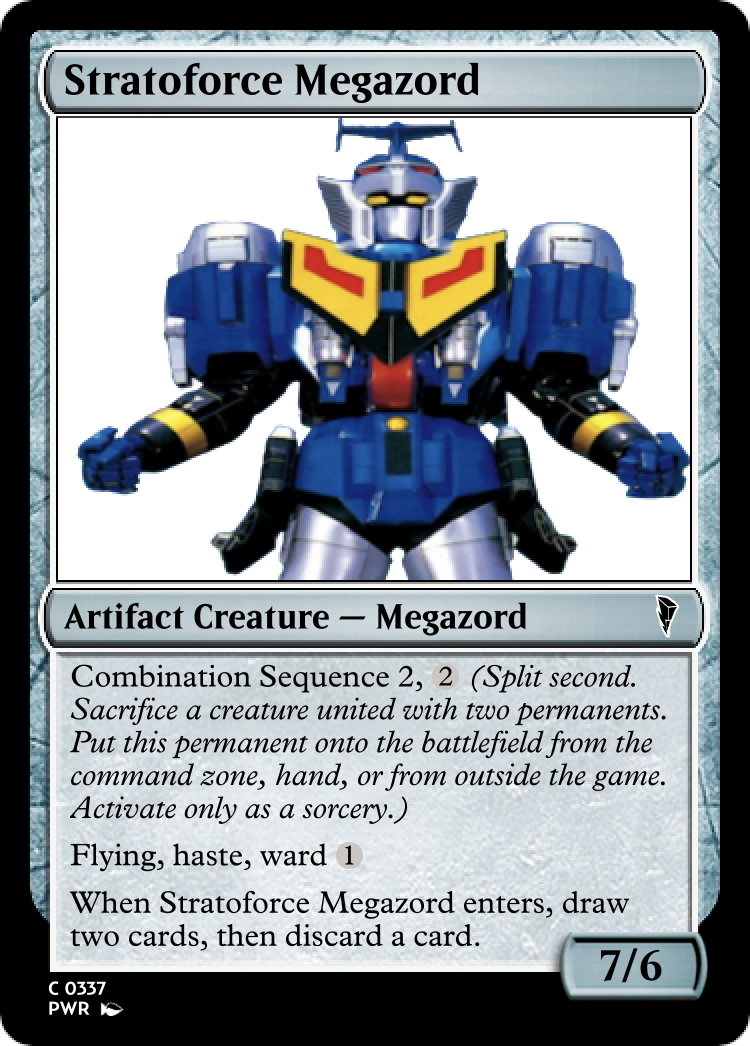 Stratoforce Megazord
Artifact Creature — Megazord
Combination Sequence 2, 2 (Split second.
Sacrifice a creature united with two permanents.
Put this permanent onto the battlefield from the
command zone, hand, or from outside the game.
Activate only as a sorcery.)
Flying, haste, ward 1
When Stratoforce Megazord enters, draw
two cards, then discard a card.
7/6
C 0337
PWR